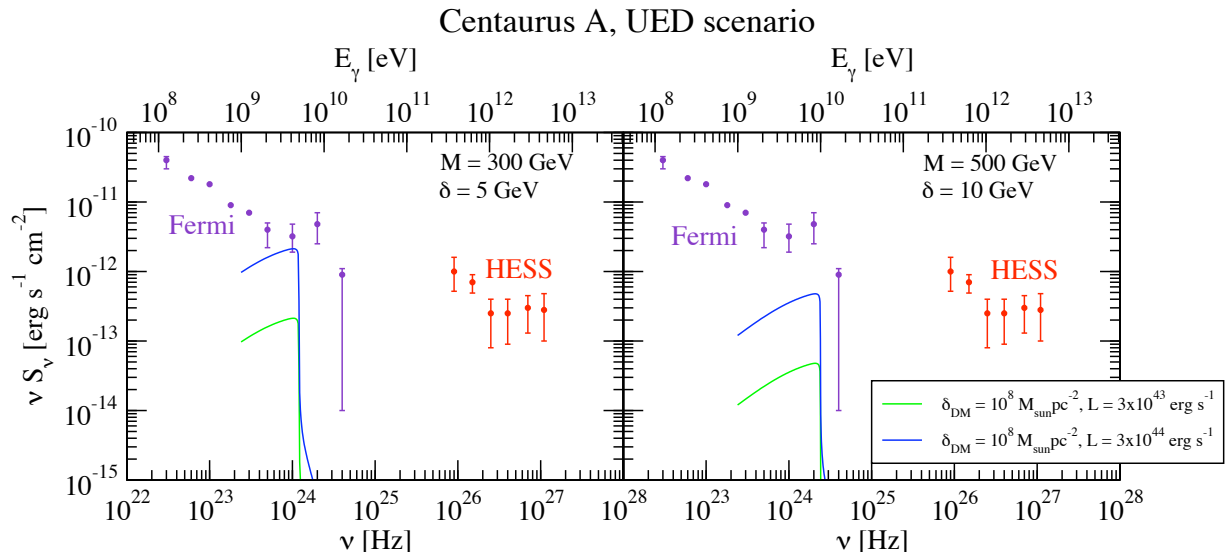 Centaurus A, UED scenario
E_γ [eV] E_γ [eV]
10^8 10^9 10^10 10^11 10^12 10^13 10^8 10^9 10^10 10^11 10^12 10^13
10^-10
10^-11
10^-12
10^-13
10^-14
10^-15
ν S_ν [erg s^-1 cm^-2]
M = 300 GeV
δ = 5 GeV
Fermi
HESS
M = 500 GeV
δ = 10 GeV
Fermi
HESS
δ_DM = 10^8 M_sun pc^-2, L = 3x10^43 erg s^-1
δ_DM = 10^8 M_sun pc^-2, L = 3x10^44 erg s^-1
10^22 10^23 10^24 10^25 10^26 10^27 10^28 10^23 10^24 10^25 10^26 10^27 10^28
ν [Hz] ν [Hz]